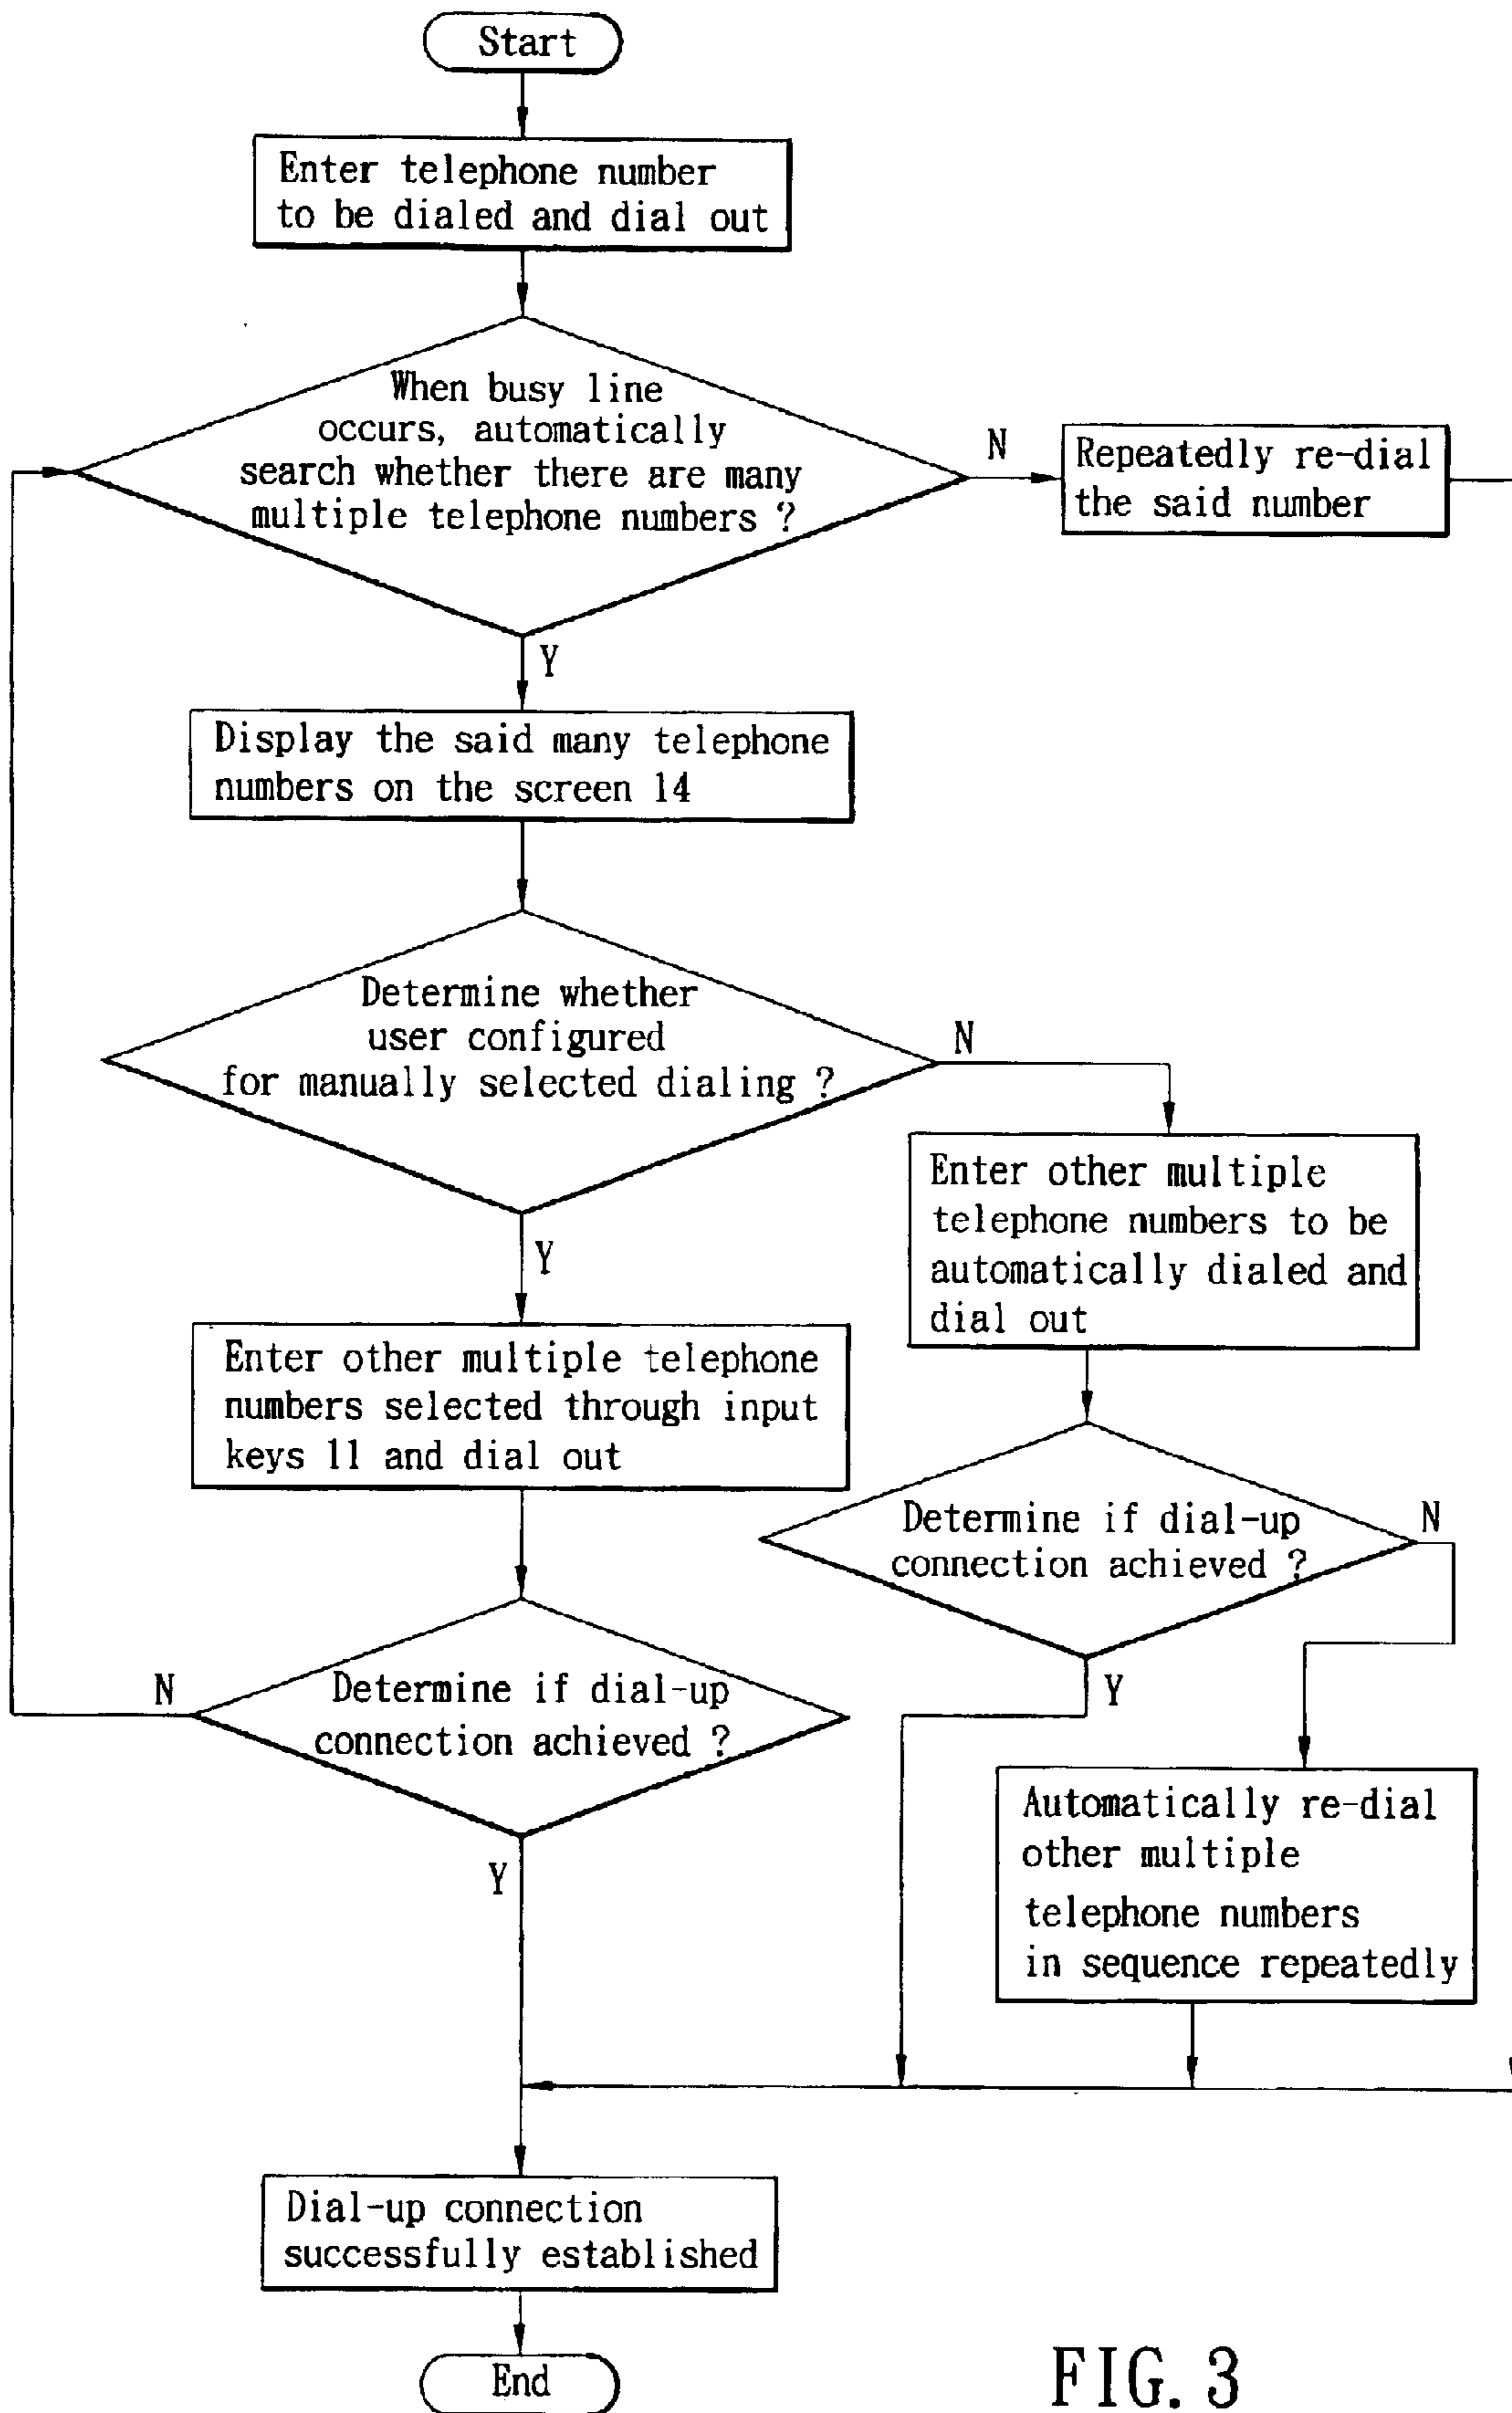 Start
Enter telephone number
to be dialed and dial out
When busy line
occurs, automatically
search whether there are many
multiple telephone numbers ?
N
Repeatedly re-dial
the said number
Y
Display the said many telephone
numbers on the screen 14
Determine whether
user configured
for manually selected dialing ?
N
Y
Enter other multiple
telephone numbers to be
automatically dialed and
dial out
Enter other multiple telephone
numbers selected through input
keys 11 and dial out
Determine if dial-up
connection achieved ?
N
Y
Determine if dial-up
connection achieved ?
N
Y
Automatically re-dial
other multiple
telephone numbers
in sequence repeatedly
Dial-up connection
successfully established
End
FIG. 3